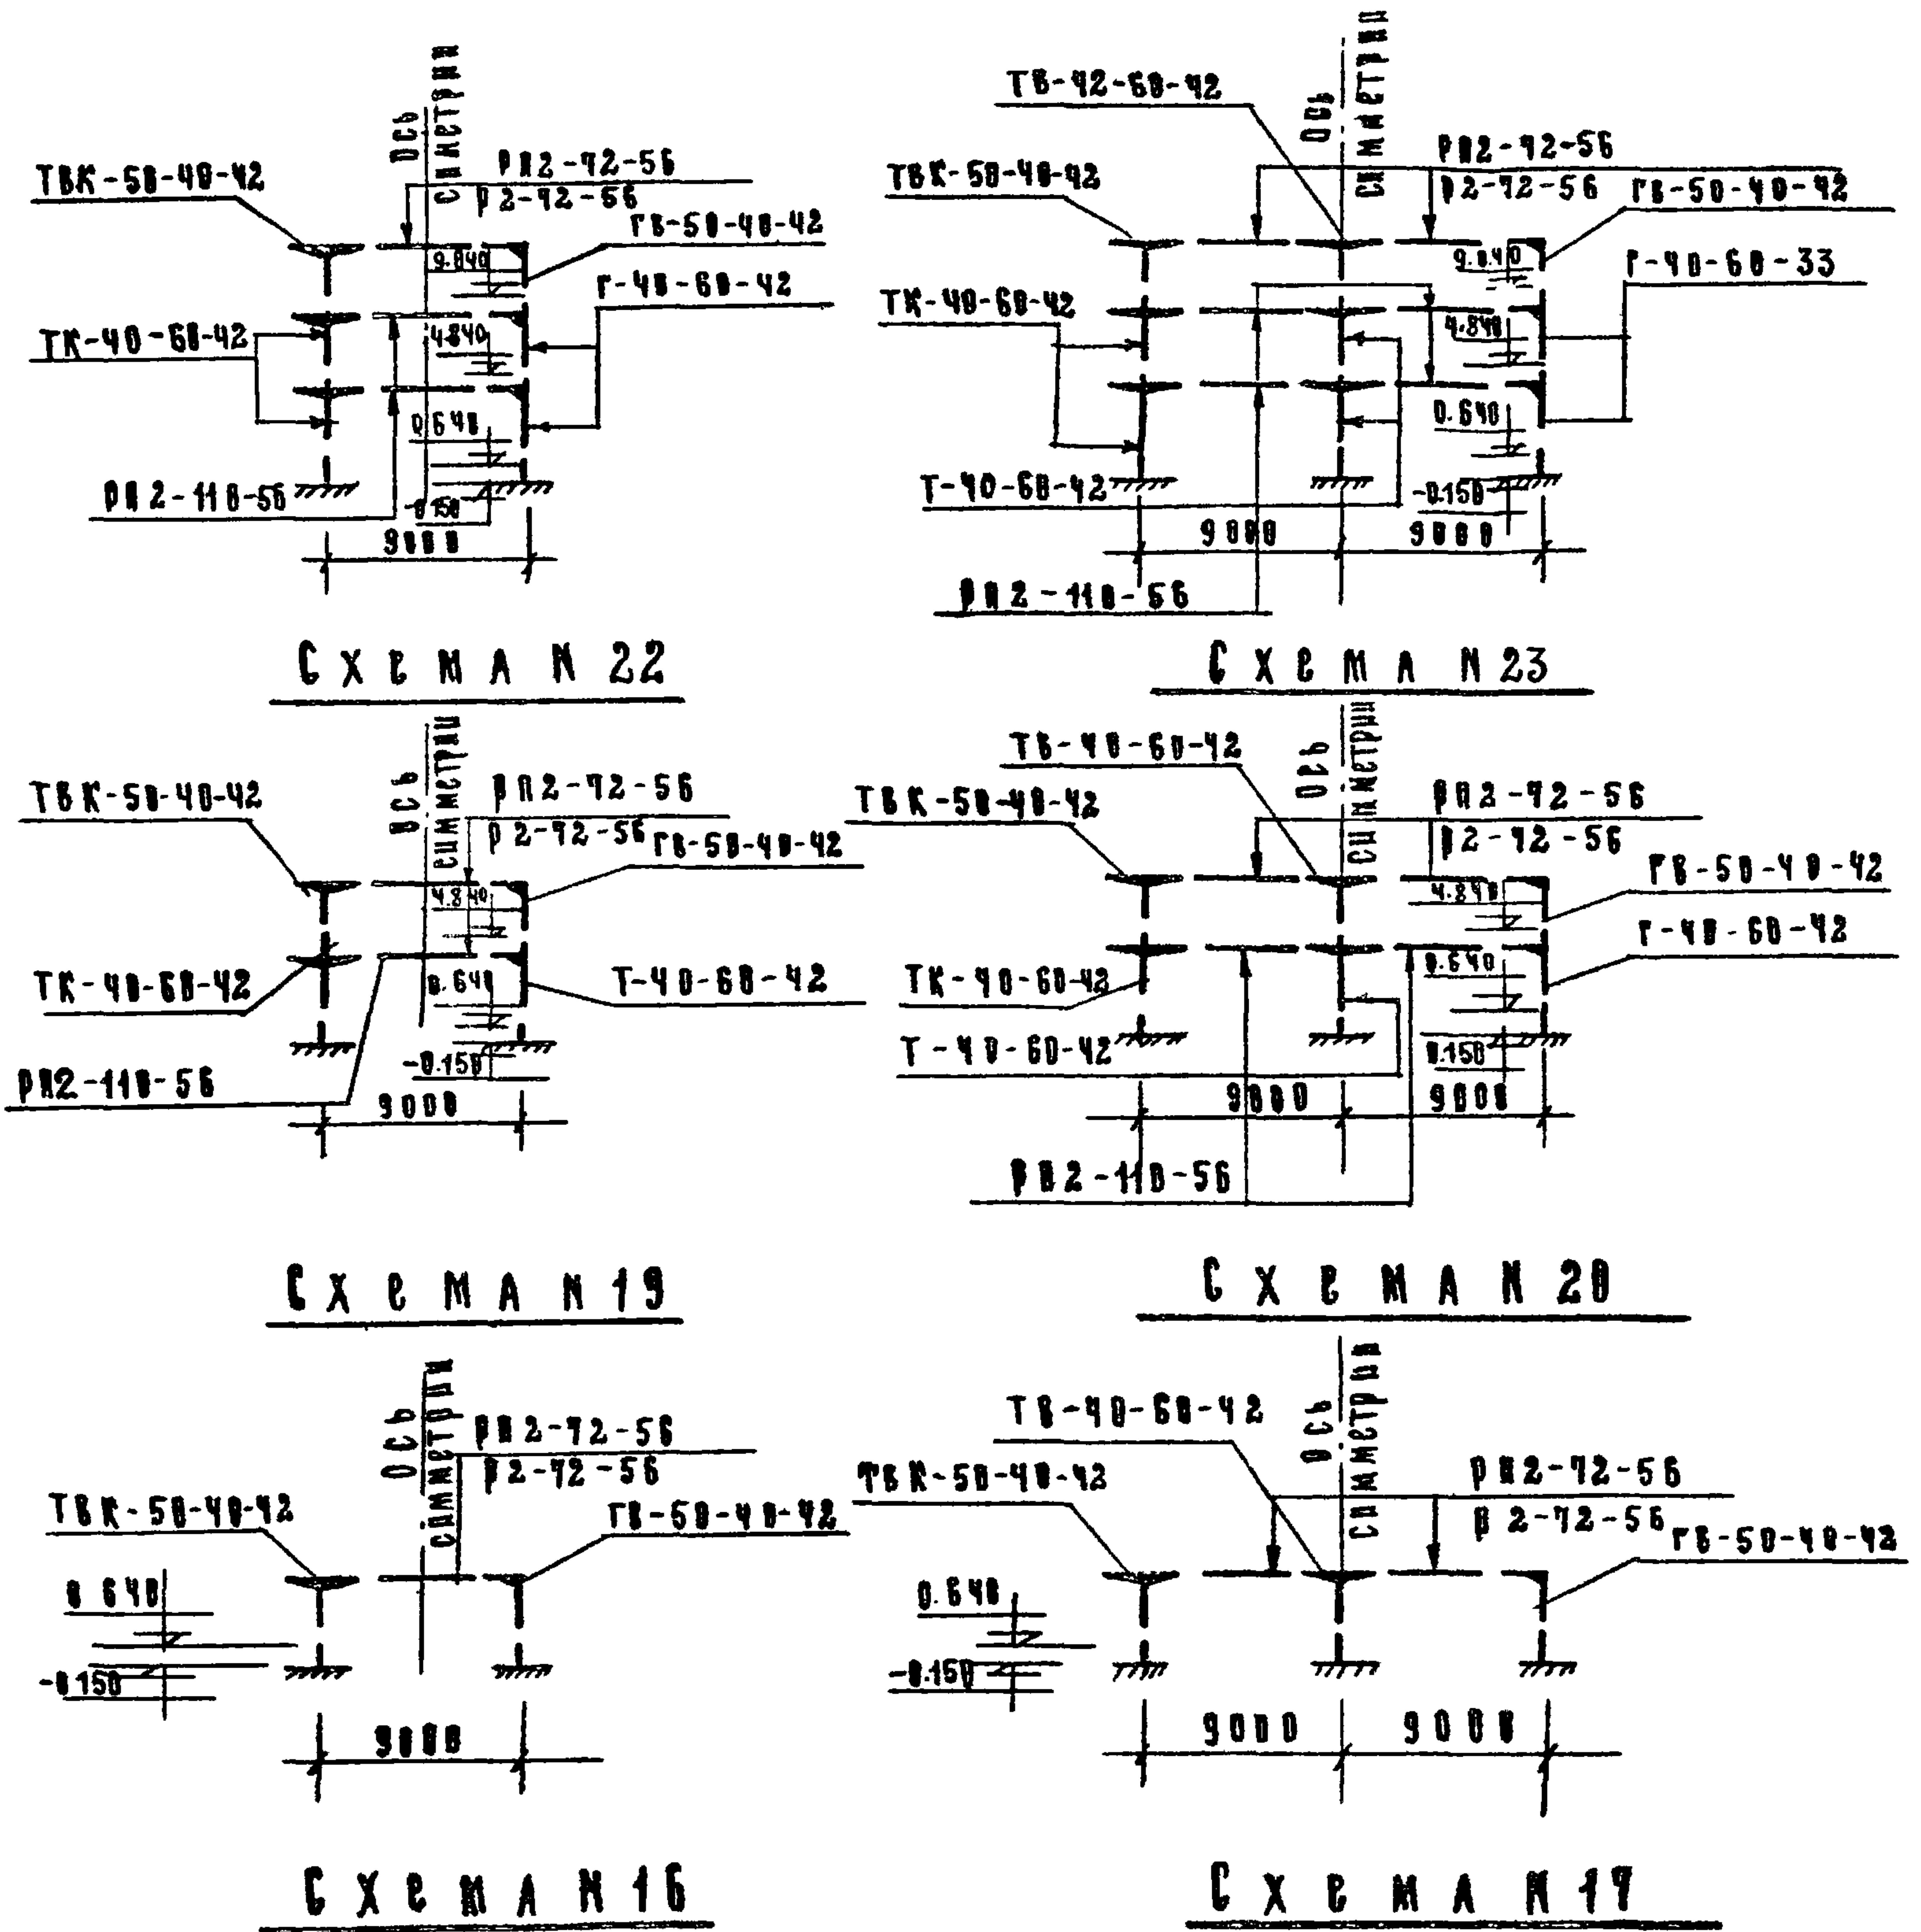 ось
симметрии
ТВК-50-40-42
РП2-72-56
Р2-72-56
ГВ-50-40-42
9.840
Г-40-60-42
ТК-40-60-42
4.840
0.640
РП2-110-56
-0.150
9000
Схема N 22
ТВ-42-60-42
ось
симметрии
ТВК-50-40-42
РП2-72-56
Р2-72-56
ГВ-50-40-42
9.840
Г-40-60-33
ТК-40-60-42
4.840
0.640
Т-40-60-42
-0.150
9000
9000
РП2-110-56
Схема N 23
ось
симметрии
ТВК-50-40-42
РП2-72-56
Р2-72-56
ГВ-50-40-42
4.840
ТК-40-60-42
0.640
Т-40-60-42
-0.150
РП2-110-56
9000
Схема N 19
ТВ-40-60-42
ось
симметрии
ТВК-50-40-42
РП2-72-56
Р2-72-56
ГВ-50-40-42
4.840
Г-40-60-42
0.640
ТК-40-60-42
Т-40-60-42
0.150
9000
9000
РП2-110-56
Схема N 20
ось
симметрии
РП2-72-56
Р2-72-56
ТВК-50-40-42
ГВ-50-40-42
0 640
-0.150
9000
Схема N 16
ТВ-40-60-42
ось
симметрии
ТВК-50-40-42
РП2-72-56
Р2-72-56
ГВ-50-40-42
0.640
-0.150
9000
9000
Схема N 17